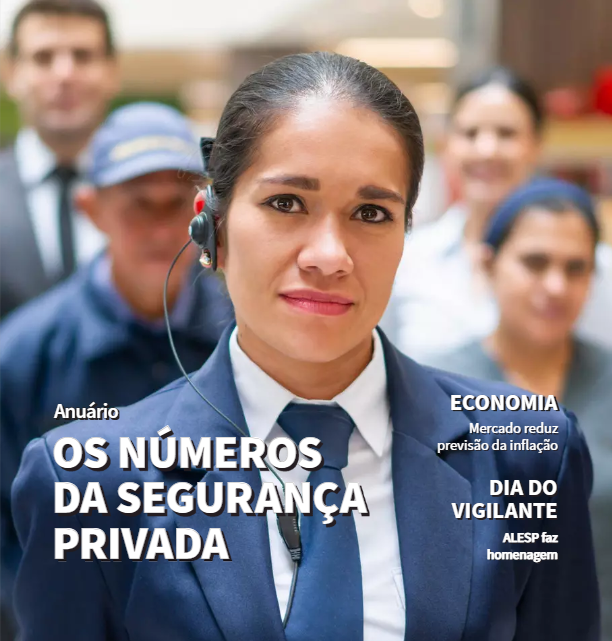 Anuário
OS NÚMEROS
DA SEGURANÇA
PRIVADA
ECONOMIA
Mercado reduz
previsão da inflação
DIA DO
VIGILANTE
ALESP faz
homenagem